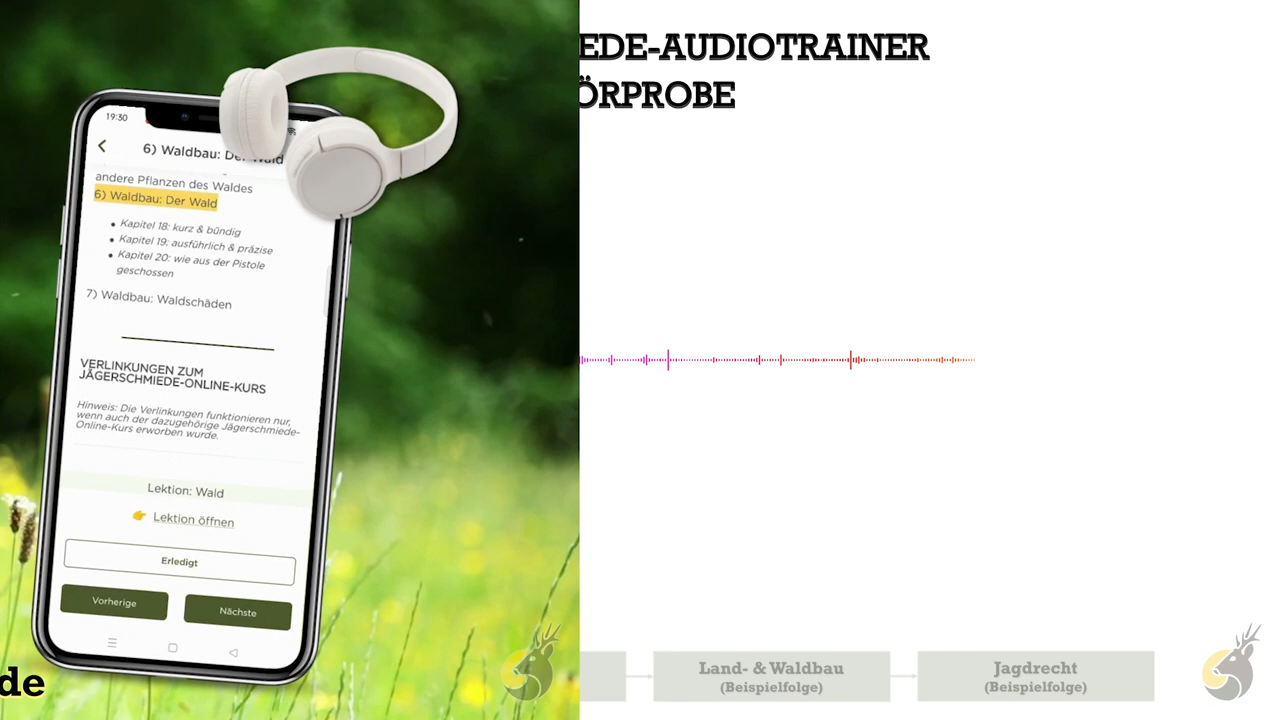 EDE-AUDIOTRAINER
ÖRPROBE
19:30
6) Waldbau: Der Wald
andere Pflanzen des Waldes
6) Waldbau: Der Wald
• Kapitel 18: kurz & bündig
• Kapitel 19: ausführlich & präzise
• Kapitel 20: wie aus der Pistole
geschossen
7) Waldbau: Waldschäden
VERLINKUNGEN ZUM
JÄGERSCHMIEDE-ONLINE-KURS
Hinweis: Die Verlinkungen funktionieren nur,
wenn auch der dazugehörige Jägerschmiede-
Online-Kurs erworben wurde.
Lektion: Wald
Lektion öffnen
Erledigt
Vorherige
Nächste
de
Land- & Waldbau
(Beispielfolge)
Jagdrecht
(Beispielfolge)